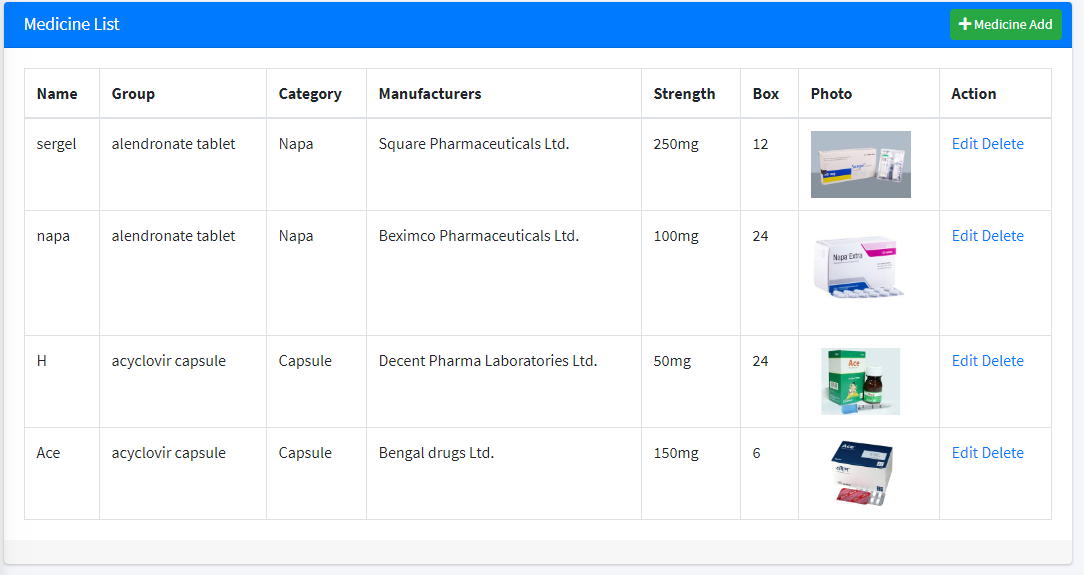 Medicine List
Medicine Add
Name Group Category Manufacturers Strength Box Photo Action
sergel alendronate tablet Napa Square Pharmaceuticals Ltd. 250mg 12 Edit Delete
Sergel
napa alendronate tablet Napa Beximco Pharmaceuticals Ltd. 100mg 24 Edit Delete
Napa Extra
H acyclovir capsule Capsule Decent Pharma Laboratories Ltd. 50mg 24 Edit Delete
Ace
Ace acyclovir capsule Capsule Bengal drugs Ltd. 150mg 6 Edit Delete
Ace